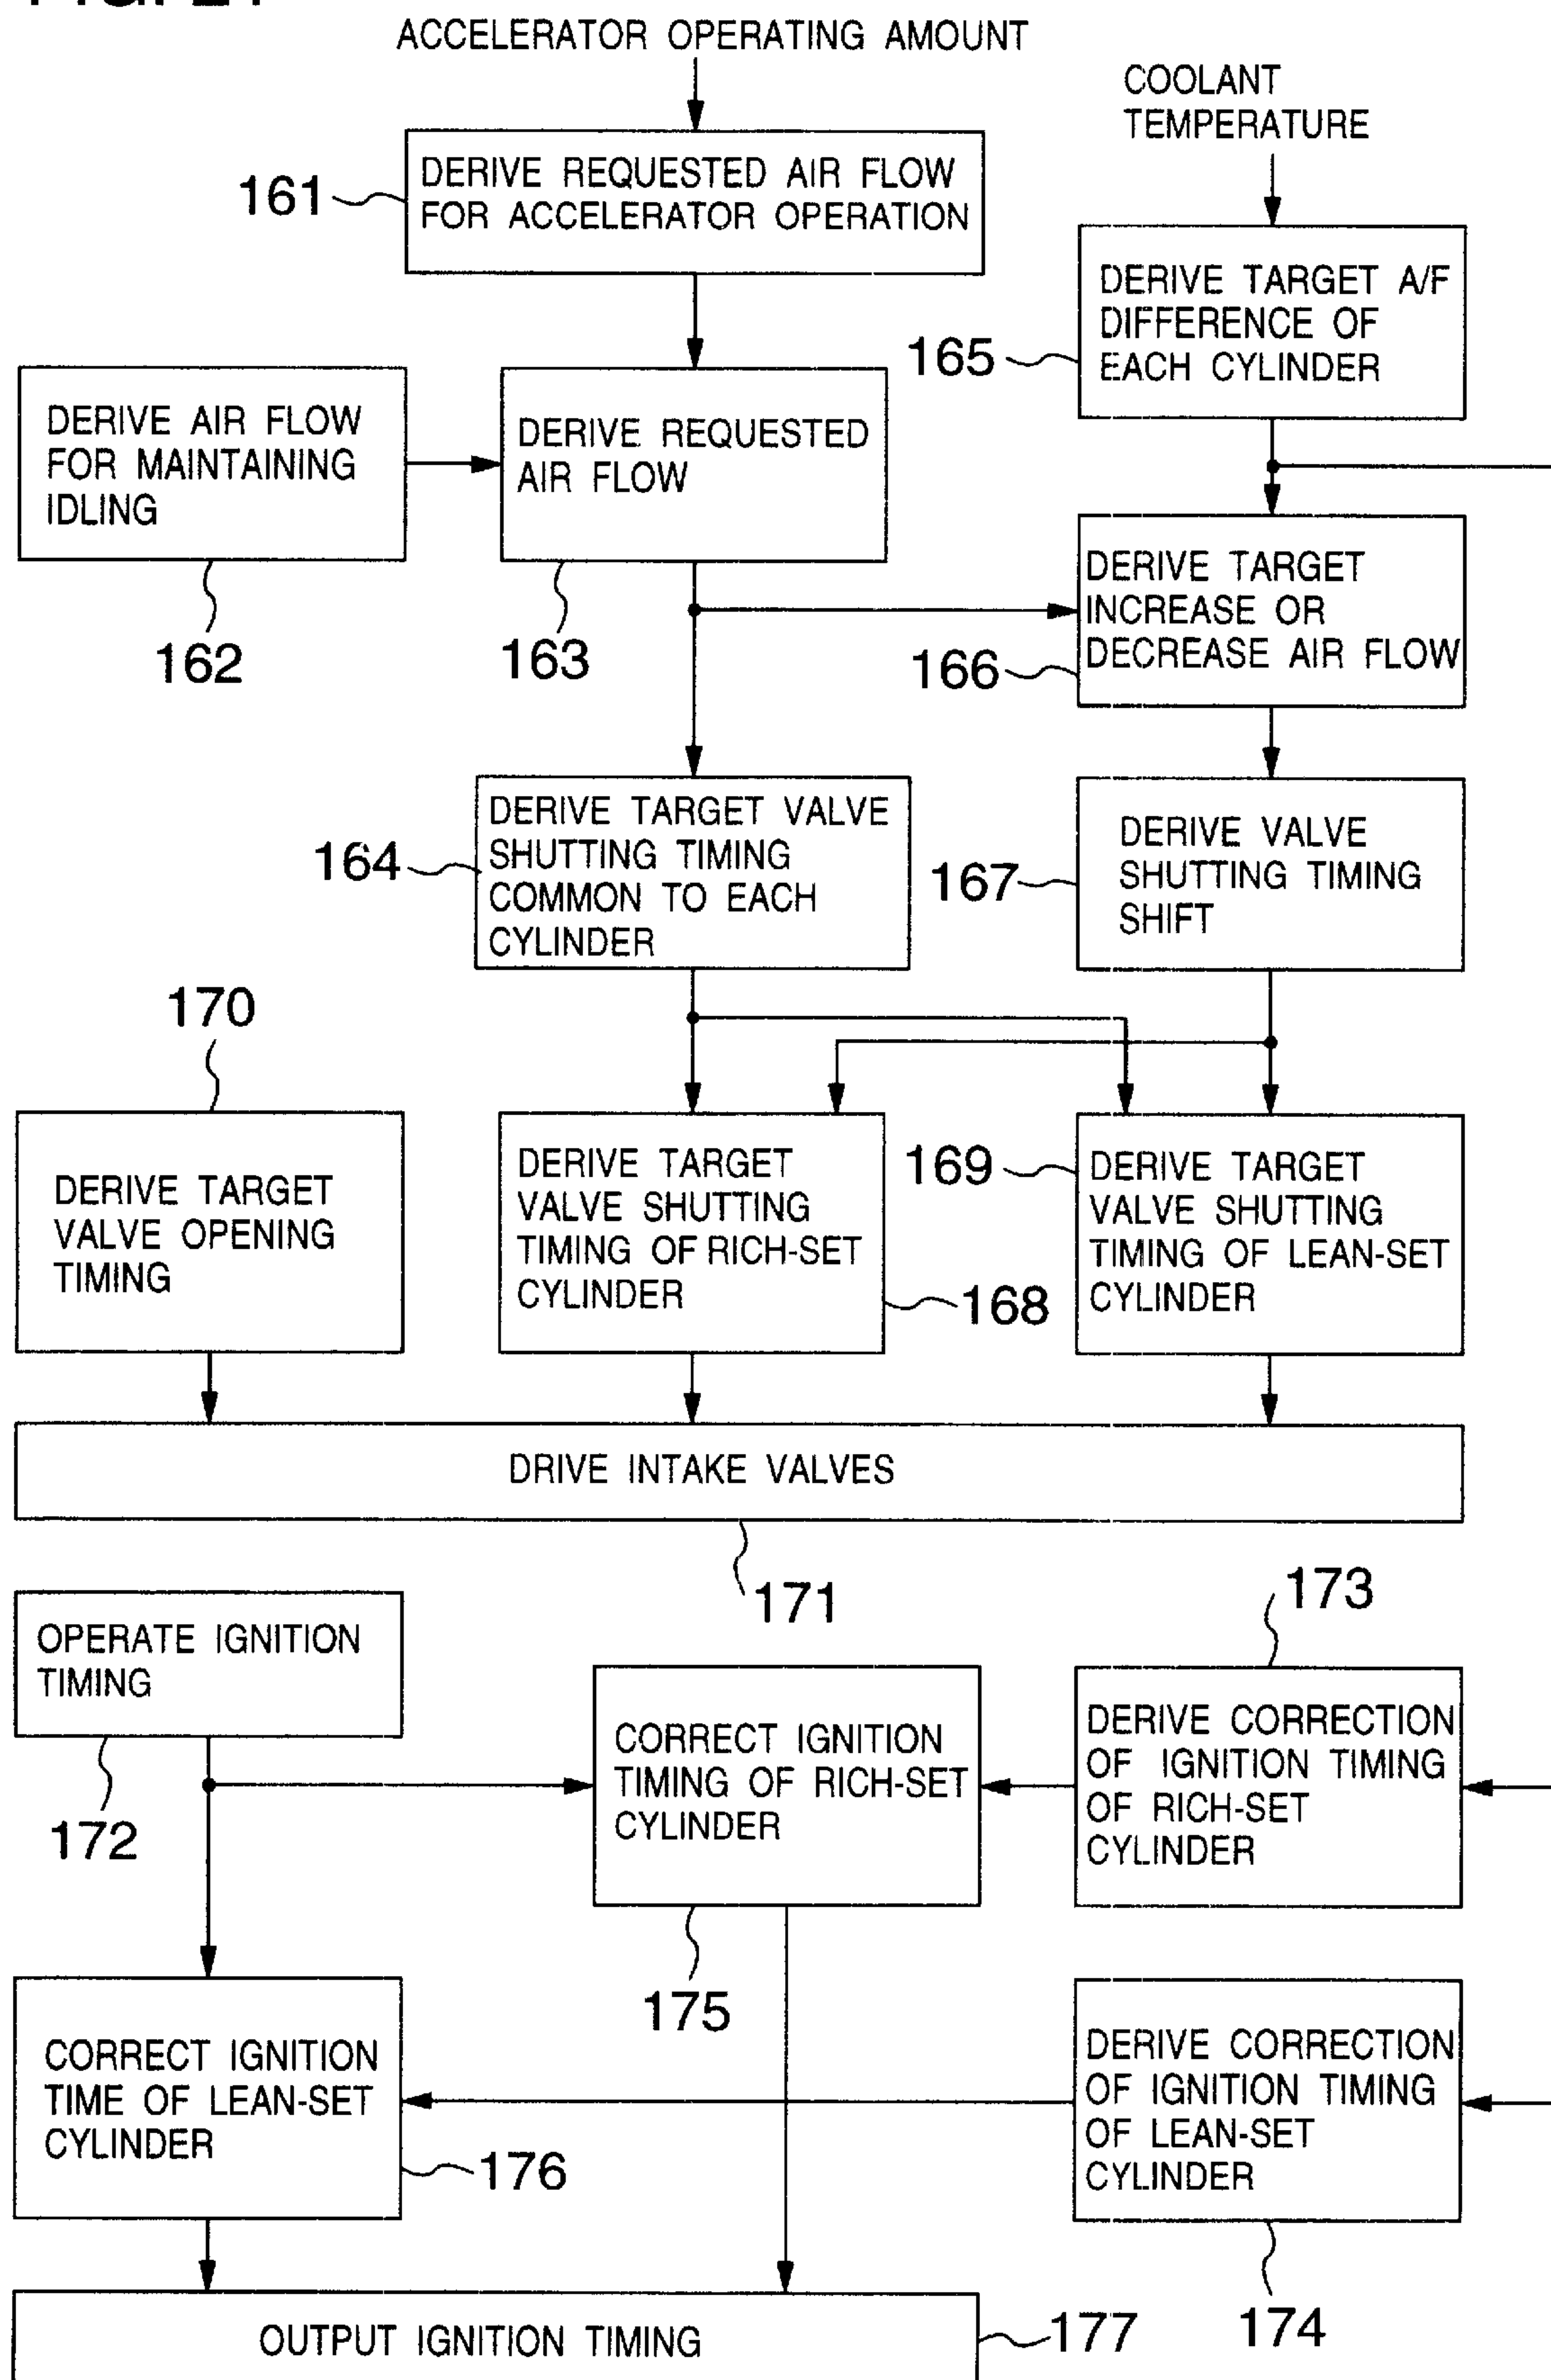 ACCELERATOR OPERATING AMOUNT
COOLANT
TEMPERATURE
161
DERIVE REQUESTED AIR FLOW
FOR ACCELERATOR OPERATION
165
DERIVE TARGET A/F
DIFFERENCE OF
EACH CYLINDER
DERIVE AIR FLOW
FOR MAINTAINING
IDLING
162
DERIVE REQUESTED
AIR FLOW
163
166
DERIVE TARGET
INCREASE OR
DECREASE AIR FLOW
164
DERIVE TARGET VALVE
SHUTTING TIMING
COMMON TO EACH
CYLINDER
167
DERIVE VALVE
SHUTTING TIMING
SHIFT
170
DERIVE TARGET
VALVE OPENING
TIMING
DERIVE TARGET
VALVE SHUTTING
TIMING OF RICH-SET
CYLINDER
168
169
DERIVE TARGET
VALVE SHUTTING
TIMING OF LEAN-SET
CYLINDER
DRIVE INTAKE VALVES
171
OPERATE IGNITION
TIMING
172
CORRECT IGNITION
TIMING OF RICH-SET
CYLINDER
175
173
DERIVE CORRECTION
OF IGNITION TIMING
OF RICH-SET
CYLINDER
CORRECT IGNITION
TIME OF LEAN-SET
CYLINDER
176
DERIVE CORRECTION
OF IGNITION TIMING
OF LEAN-SET
CYLINDER
174
OUTPUT IGNITION TIMING
177